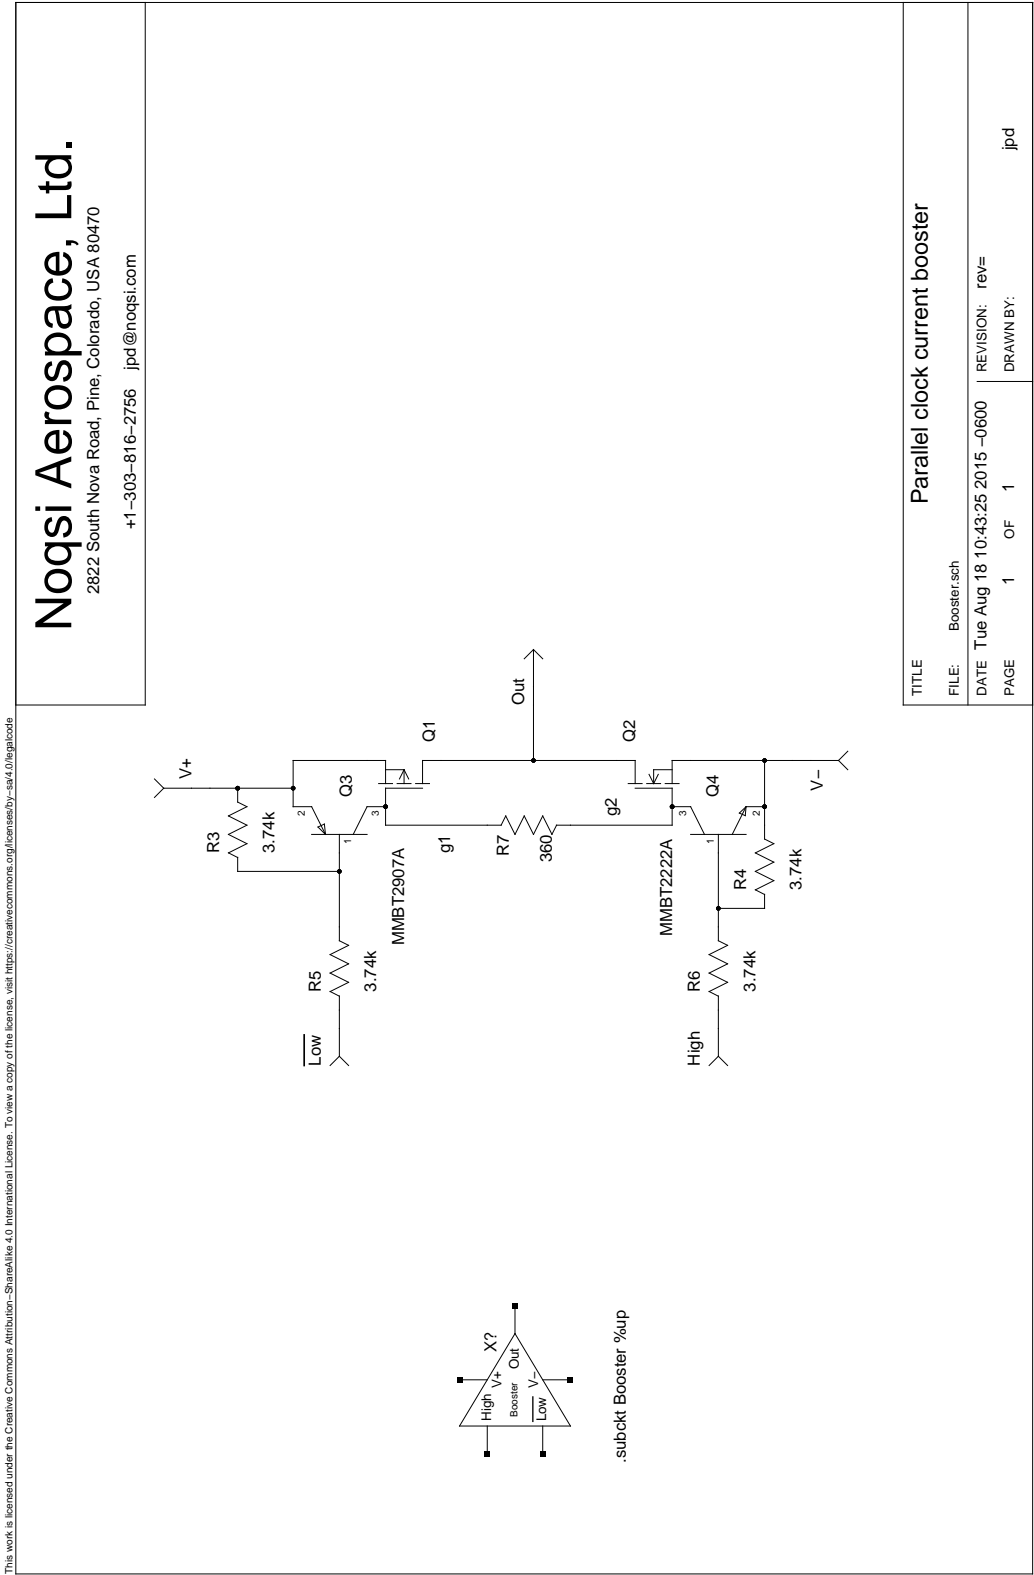 This work is licensed under the Creative Commons Attribution−ShareAlike 4.0 International License. To view a copy of the license, visit https://creativecommons.org/licenses/by−sa/4.0/legalcode
Noqsi Aerospace, Ltd.
2822 South Nova Road, Pine, Colorado, USA 80470
+1−303−816−2756 jpd@noqsi.com
V+
R3
3.74k
2
Q3
1
3
MMBT2907A
Q1
Low
R5
3.74k
g1
R7
360
Out
g2
Q2
MMBT2222A
3
Q4
1
2
High
R6
3.74k
R4
3.74k
V−
X?
High
V+
Booster
Out
Low
V−
.subckt Booster %up
TITLE
Parallel clock current booster
FILE: Booster.sch
DATE Tue Aug 18 10:43:25 2015 −0600
REVISION: rev=
PAGE 1 OF 1
DRAWN BY: jpd